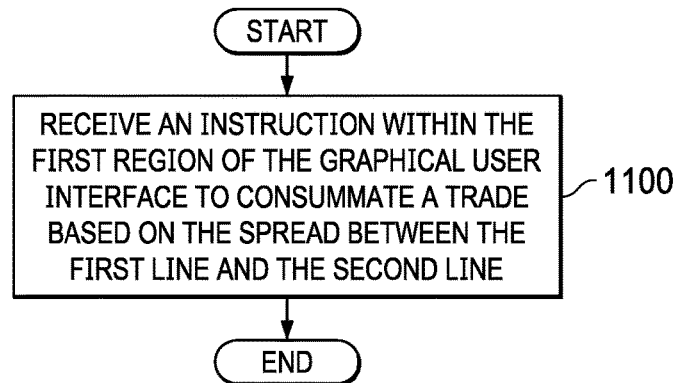 START
RECEIVE AN INSTRUCTION WITHIN THE
FIRST REGION OF THE GRAPHICAL USER
INTERFACE TO CONSUMMATE A TRADE
BASED ON THE SPREAD BETWEEN THE
FIRST LINE AND THE SECOND LINE
1100
END